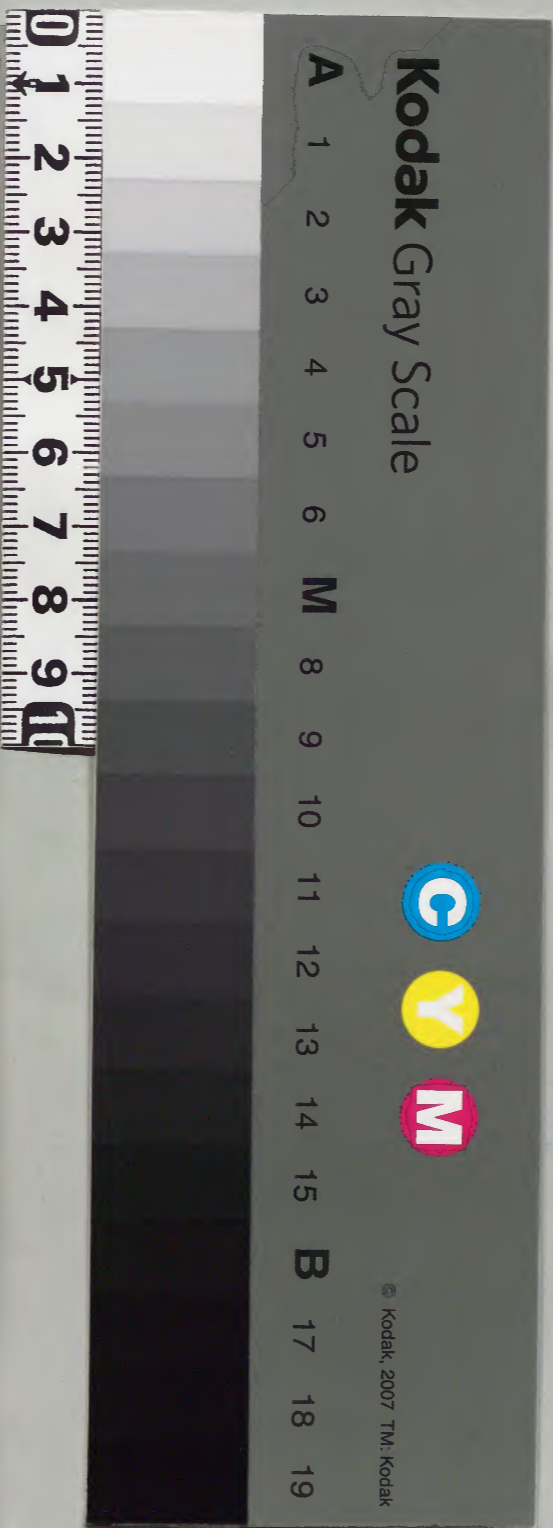 Kodak Gray Scale
C Y M
© Kodak, 2007 TM: Kodak
A 1 2 3 4 5 6 M 8 9 10 11 12 13 14 15 B 17 18 19
0 1 2 3 4 5 6 7 8 9 10